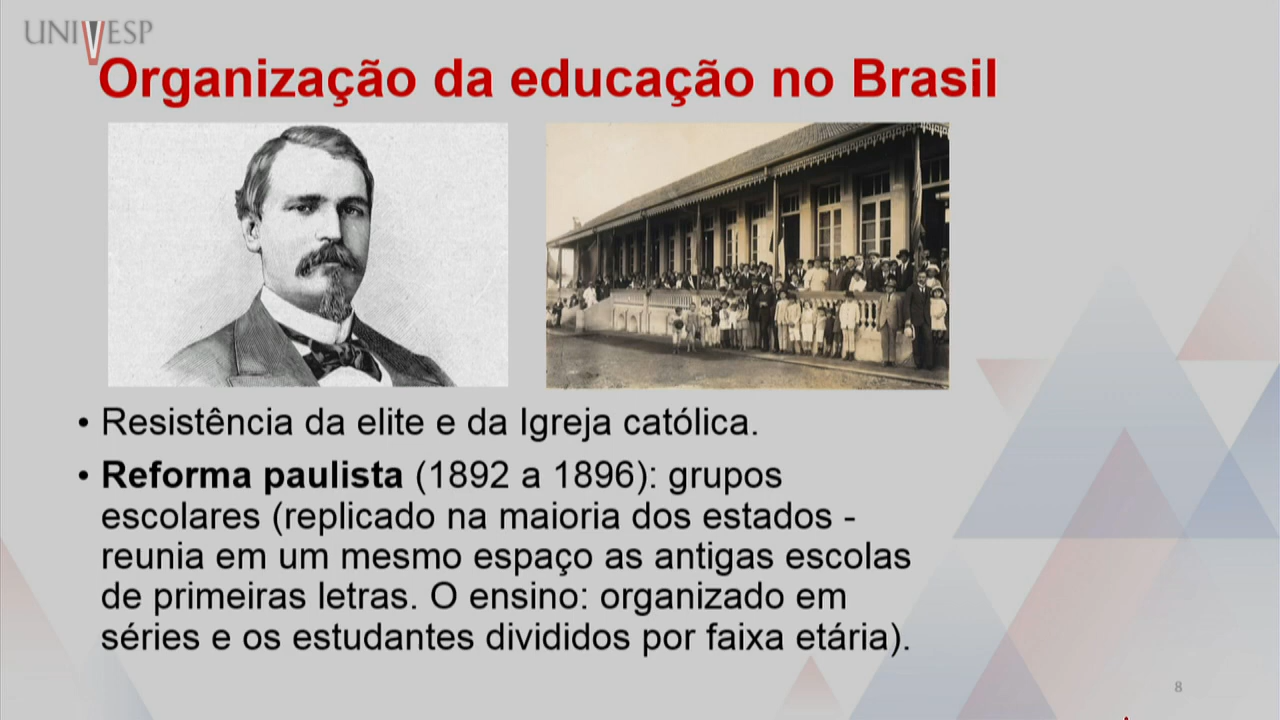 UNIVESP
Organização da educação no Brasil
• Resistência da elite e da Igreja católica.
• Reforma paulista (1892 a 1896): grupos
escolares (replicado na maioria dos estados -
reunia em um mesmo espaço as antigas escolas
de primeiras letras. O ensino: organizado em
séries e os estudantes divididos por faixa etária).
8